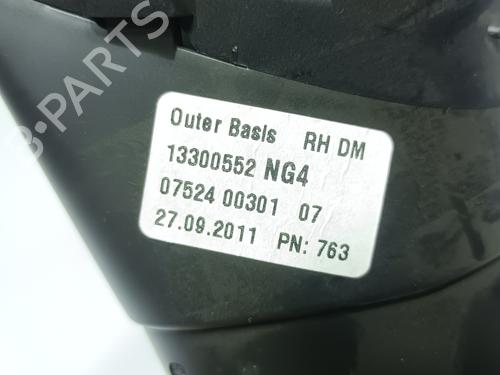 B-PARTS
Outer Basis RH DM
13300552 NG4
07524 00301 07
27.09.2011 PN: 763